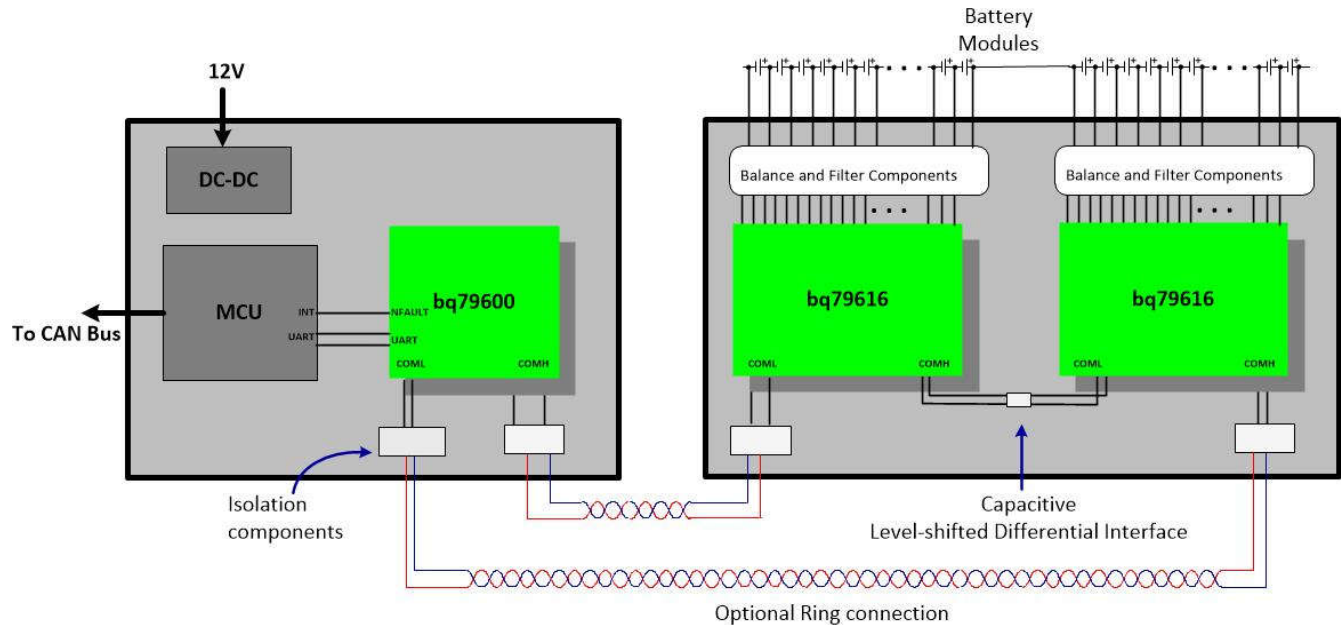 Battery
Modules
12V
DC-DC
Balance and Filter Components
Balance and Filter Components
bq79600
bq79616
bq79616
MCU
INT
NFAULT
UART
UART
To CAN Bus
COML
COMH
COML
COMH
COML
COMH
Isolation
components
Capacitive
Level-shifted Differential Interface
Optional Ring connection